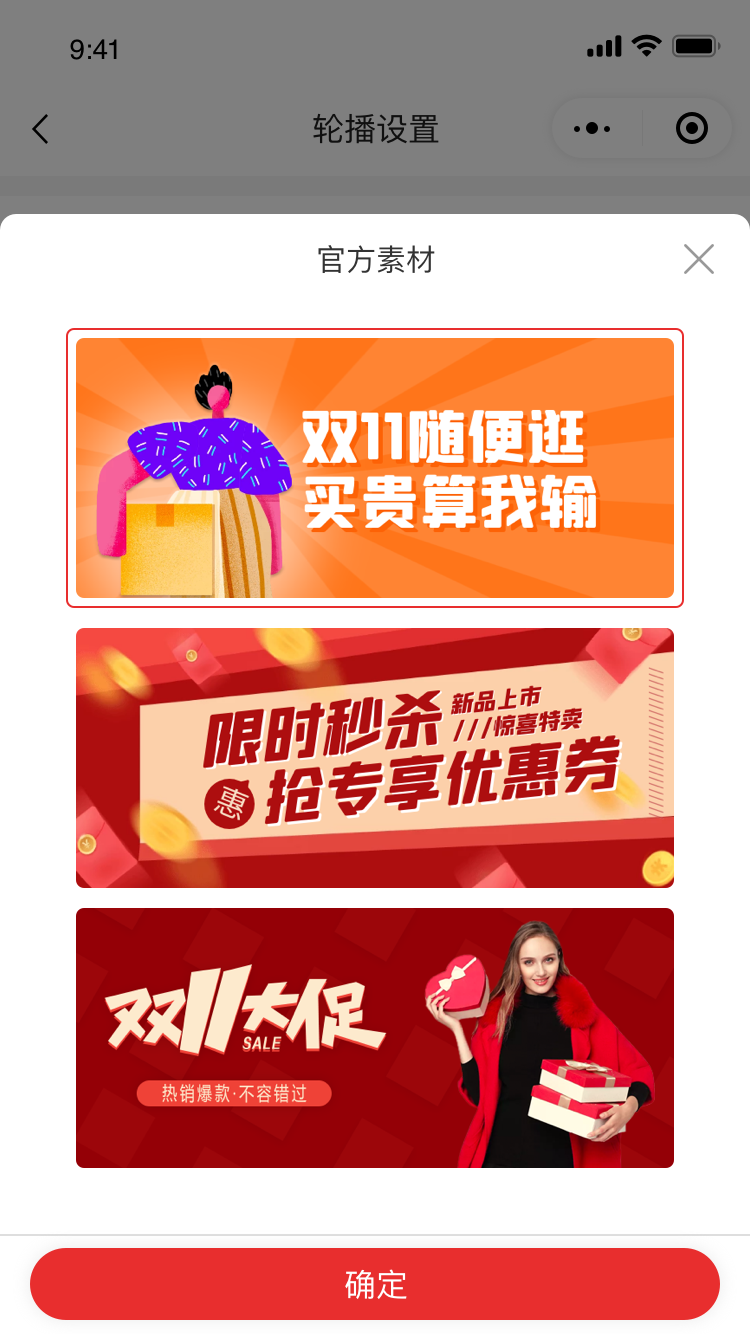 9:41
轮播设置
官方素材
双11随便逛
买贵算我输
限时秒杀
新品上市
///惊喜特卖
惠
抢专享优惠券
双11大促
SALE
热销爆款·不容错过
确定